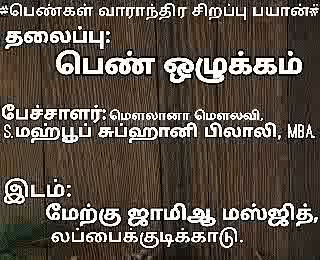 #பெண்கள் வாராந்திர சிறப்பு பயான்#
தலைப்பு:
பெண் ஒழுக்கம்
பேச்சாளர்: மௌலானா மௌலவி,
S.மஹ்பூப் சுப்ஹானி பிலாலி, MBA.
இடம்:
மேற்கு ஜாமிஆ மஸ்ஜித்,
லப்பைக்குடிக்காடு.